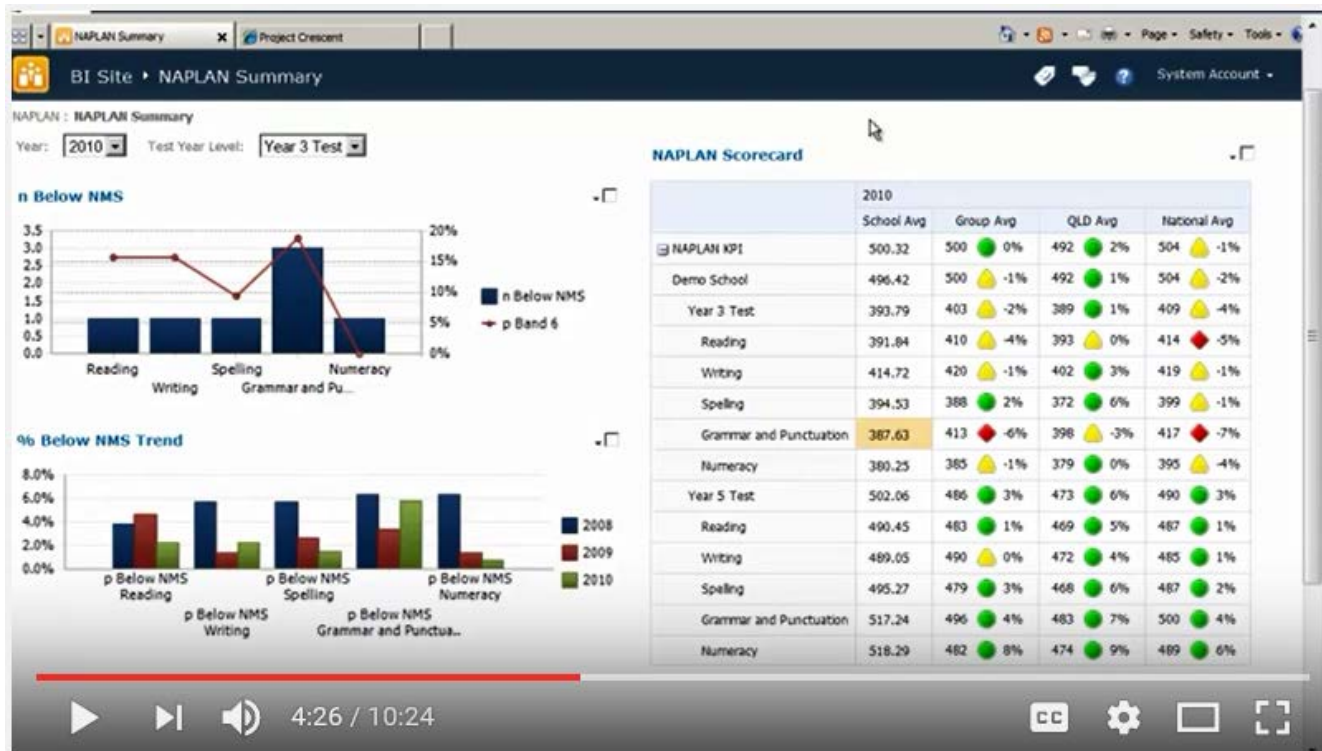 NAPLAN Summary x Project Crescent Page Safety Tools
BI Site NAPLAN Summary System Account
NAPLAN : NAPLAN Summary
Year: 2010 Test Year Level: Year 3 Test
n Below NMS
3.5 20%
3.0
2.5 15%
2.0
1.5 10%
1.0 5%
0.5
0.0 0%
n Below NMS
p Band 6
Reading Spelling Numeracy
Writing Grammar and Pu...
% Below NMS Trend
8.0%
6.0%
4.0%
2.0%
0.0%
2008
2009
2010
p Below NMS Reading
p Below NMS Writing
p Below NMS Spelling
p Below NMS Grammar and Punctua...
p Below NMS Numeracy
NAPLAN Scorecard
2010
School Avg Group Avg QLD Avg National Avg
NAPLAN KPI 500.32 500 0% 492 2% 504 -1%
Demo School 496.42 500 -1% 492 1% 504 -2%
Year 3 Test 393.79 403 -2% 389 1% 409 -4%
Reading 391.84 410 -4% 393 0% 414 -5%
Writing 414.72 420 -1% 402 3% 419 -1%
Spelling 394.53 388 2% 372 6% 399 -1%
Grammar and Punctuation 387.63 413 -6% 398 -3% 417 -7%
Numeracy 380.25 385 -1% 379 0% 395 -4%
Year 5 Test 502.06 486 3% 473 6% 490 3%
Reading 490.45 483 1% 469 5% 487 1%
Writing 489.05 490 0% 472 4% 485 1%
Spelling 495.27 479 3% 468 6% 487 2%
Grammar and Punctuation 517.24 496 4% 483 7% 500 4%
Numeracy 518.29 482 8% 474 9% 489 6%
4:26 / 10:24 CC